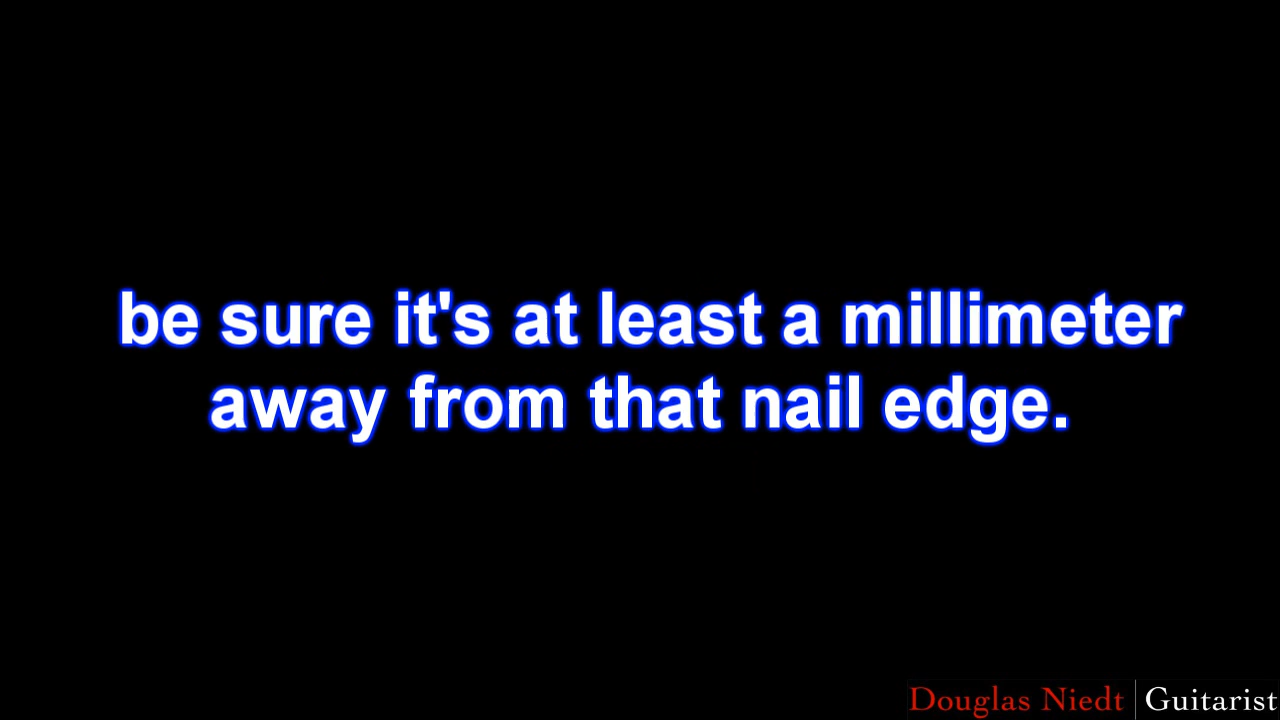 be sure it's at least a millimeter
away from that nail edge.
Douglas Niedt | Guitarist